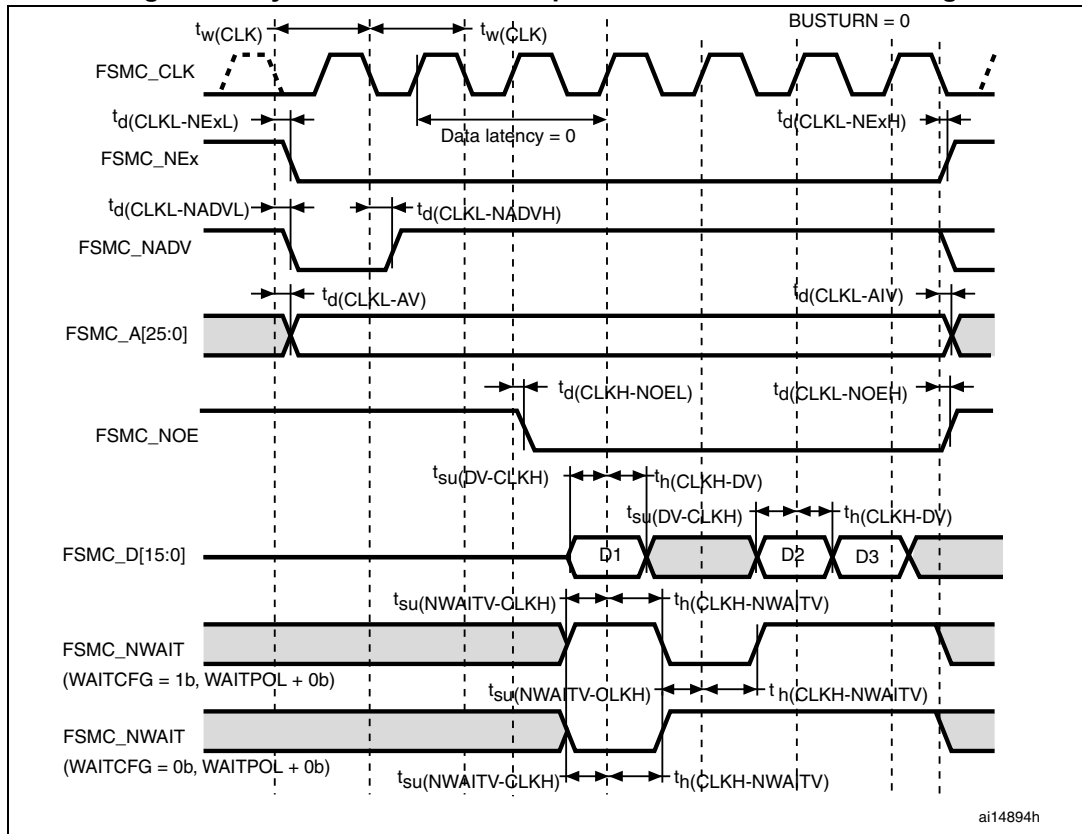 BUSTURN = 0
tw(CLK)
tw(CLK)
FSMC_CLK
td(CLKL-NExL)
Data latency = 0
td(CLKL-NExH)
FSMC_NEx
td(CLKL-NADVL)
td(CLKL-NADVH)
FSMC_NADV
td(CLKL-AV)
td(CLKL-AIV)
FSMC_A[25:0]
td(CLKH-NOEL)
td(CLKL-NOEH)
FSMC_NOE
tsu(DV-CLKH)
th(CLKH-DV)
tsu(DV-CLKH)
th(CLKH-DV)
FSMC_D[15:0]
D1
D2
D3
tsu(NWAITV-CLKH)
th(CLKH-NWAITV)
FSMC_NWAIT
(WAITCFG = 1b, WAITPOL + 0b)
tsu(NWAITV-CLKH)
t h(CLKH-NWAITV)
FSMC_NWAIT
(WAITCFG = 0b, WAITPOL + 0b)
tsu(NWAITV-CLKH)
th(CLKH-NWAITV)
ai14894h